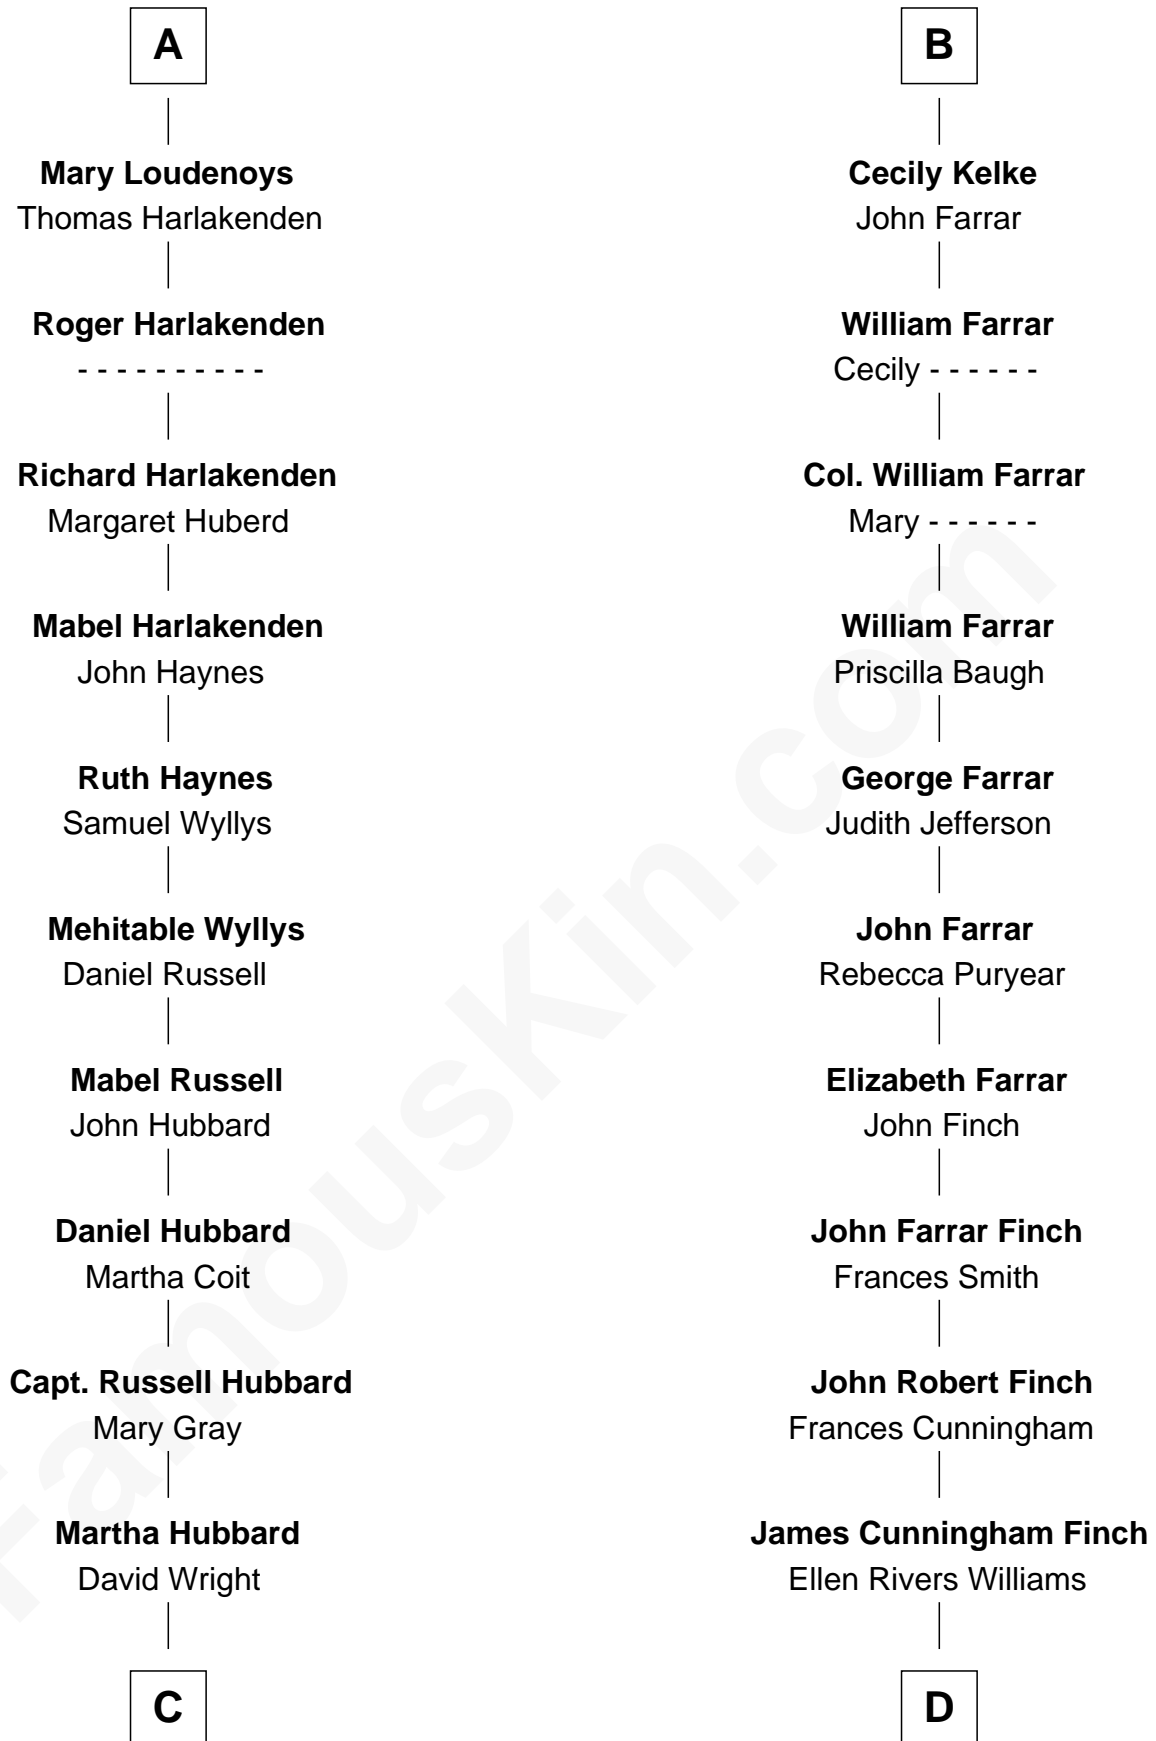 A
Mary Loudenoys
Thomas Harlakenden
Roger Harlakenden
- - - - - - - - - -
Richard Harlakenden
Margaret Huberd
Mabel Harlakenden
John Haynes
Ruth Haynes
Samuel Wyllys
Mehitable Wyllys
Daniel Russell
Mabel Russell
John Hubbard
Daniel Hubbard
Martha Coit
Capt. Russell Hubbard
Mary Gray
Martha Hubbard
David Wright
C
B
Cecily Kelke
John Farrar
William Farrar
Cecily - - - - - -
Col. William Farrar
Mary - - - - - -
William Farrar
Priscilla Baugh
George Farrar
Judith Jefferson
John Farrar
Rebecca Puryear
Elizabeth Farrar
John Finch
John Farrar Finch
Frances Smith
John Robert Finch
Frances Cunningham
James Cunningham Finch
Ellen Rivers Williams
D
FamousKin.com